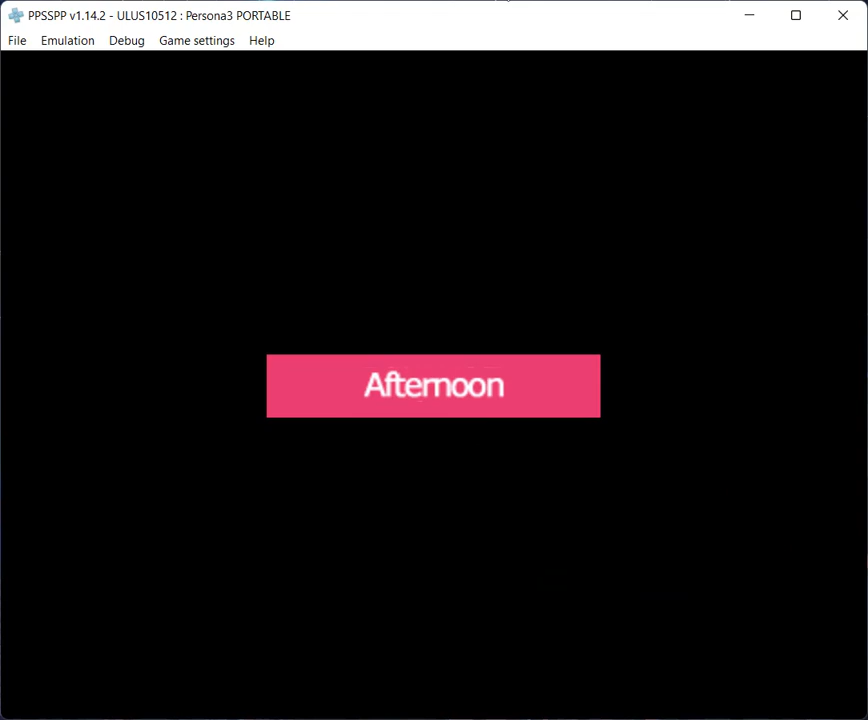 PPSSPP v1.14.2 - ULUS10512 : Persona3 PORTABLE
File Emulation Debug Game settings Help
Afternoon